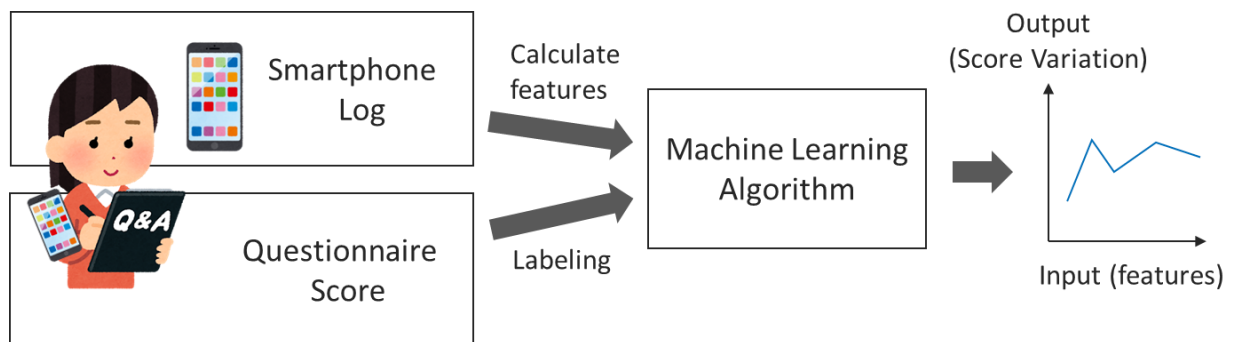 Smartphone
Log
Q&A
Questionnaire
Score
Calculate
features
Labeling
Machine Learning
Algorithm
Output
(Score Variation)
Input (features)